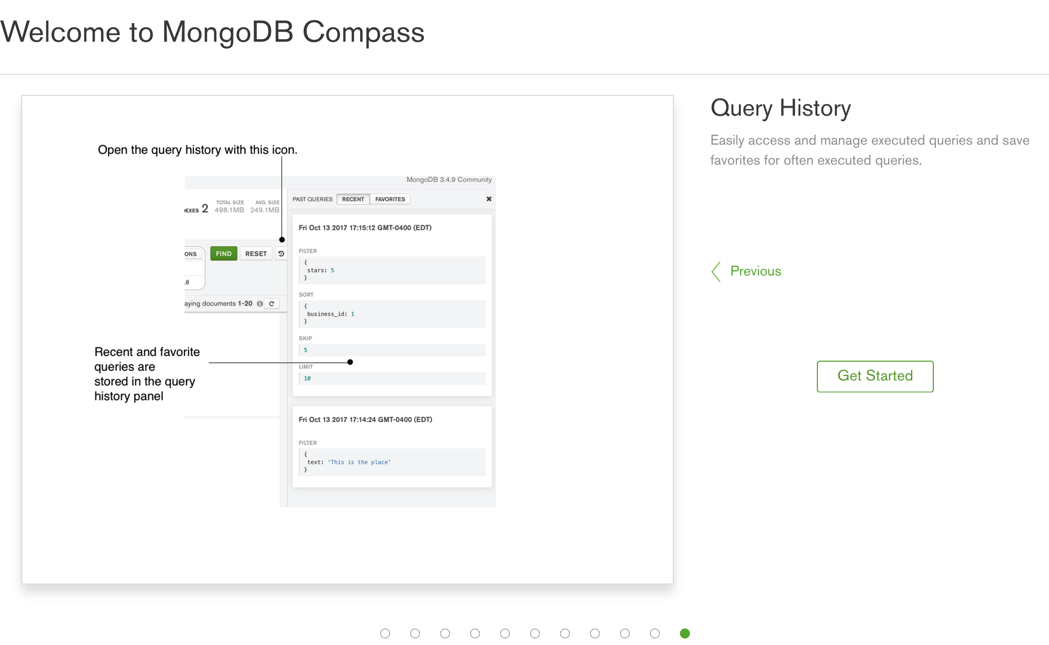 Welcome to MongoDB Compass
Open the query history with this icon.
MongoDB 3.4.9 Community
TOTAL SIZE AVG. SIZE
2 498.1MB 249.1MB
PAST QUERIES RECENT FAVORITES
Fri Oct 13 2017 17:15:12 GMT-0400 (EDT)
FIND RESET
FILTER
{
stars: 5
}
SORT
{
business_id: 1
}
documents 1-20
SKIP
5
LIMIT
10
Recent and favorite
queries are
stored in the query
history panel
Fri Oct 13 2017 17:14:24 GMT-0400 (EDT)
FILTER
{
text: "This is the place"
}
Query History
Easily access and manage executed queries and save
favorites for often executed queries.
Previous
Get Started